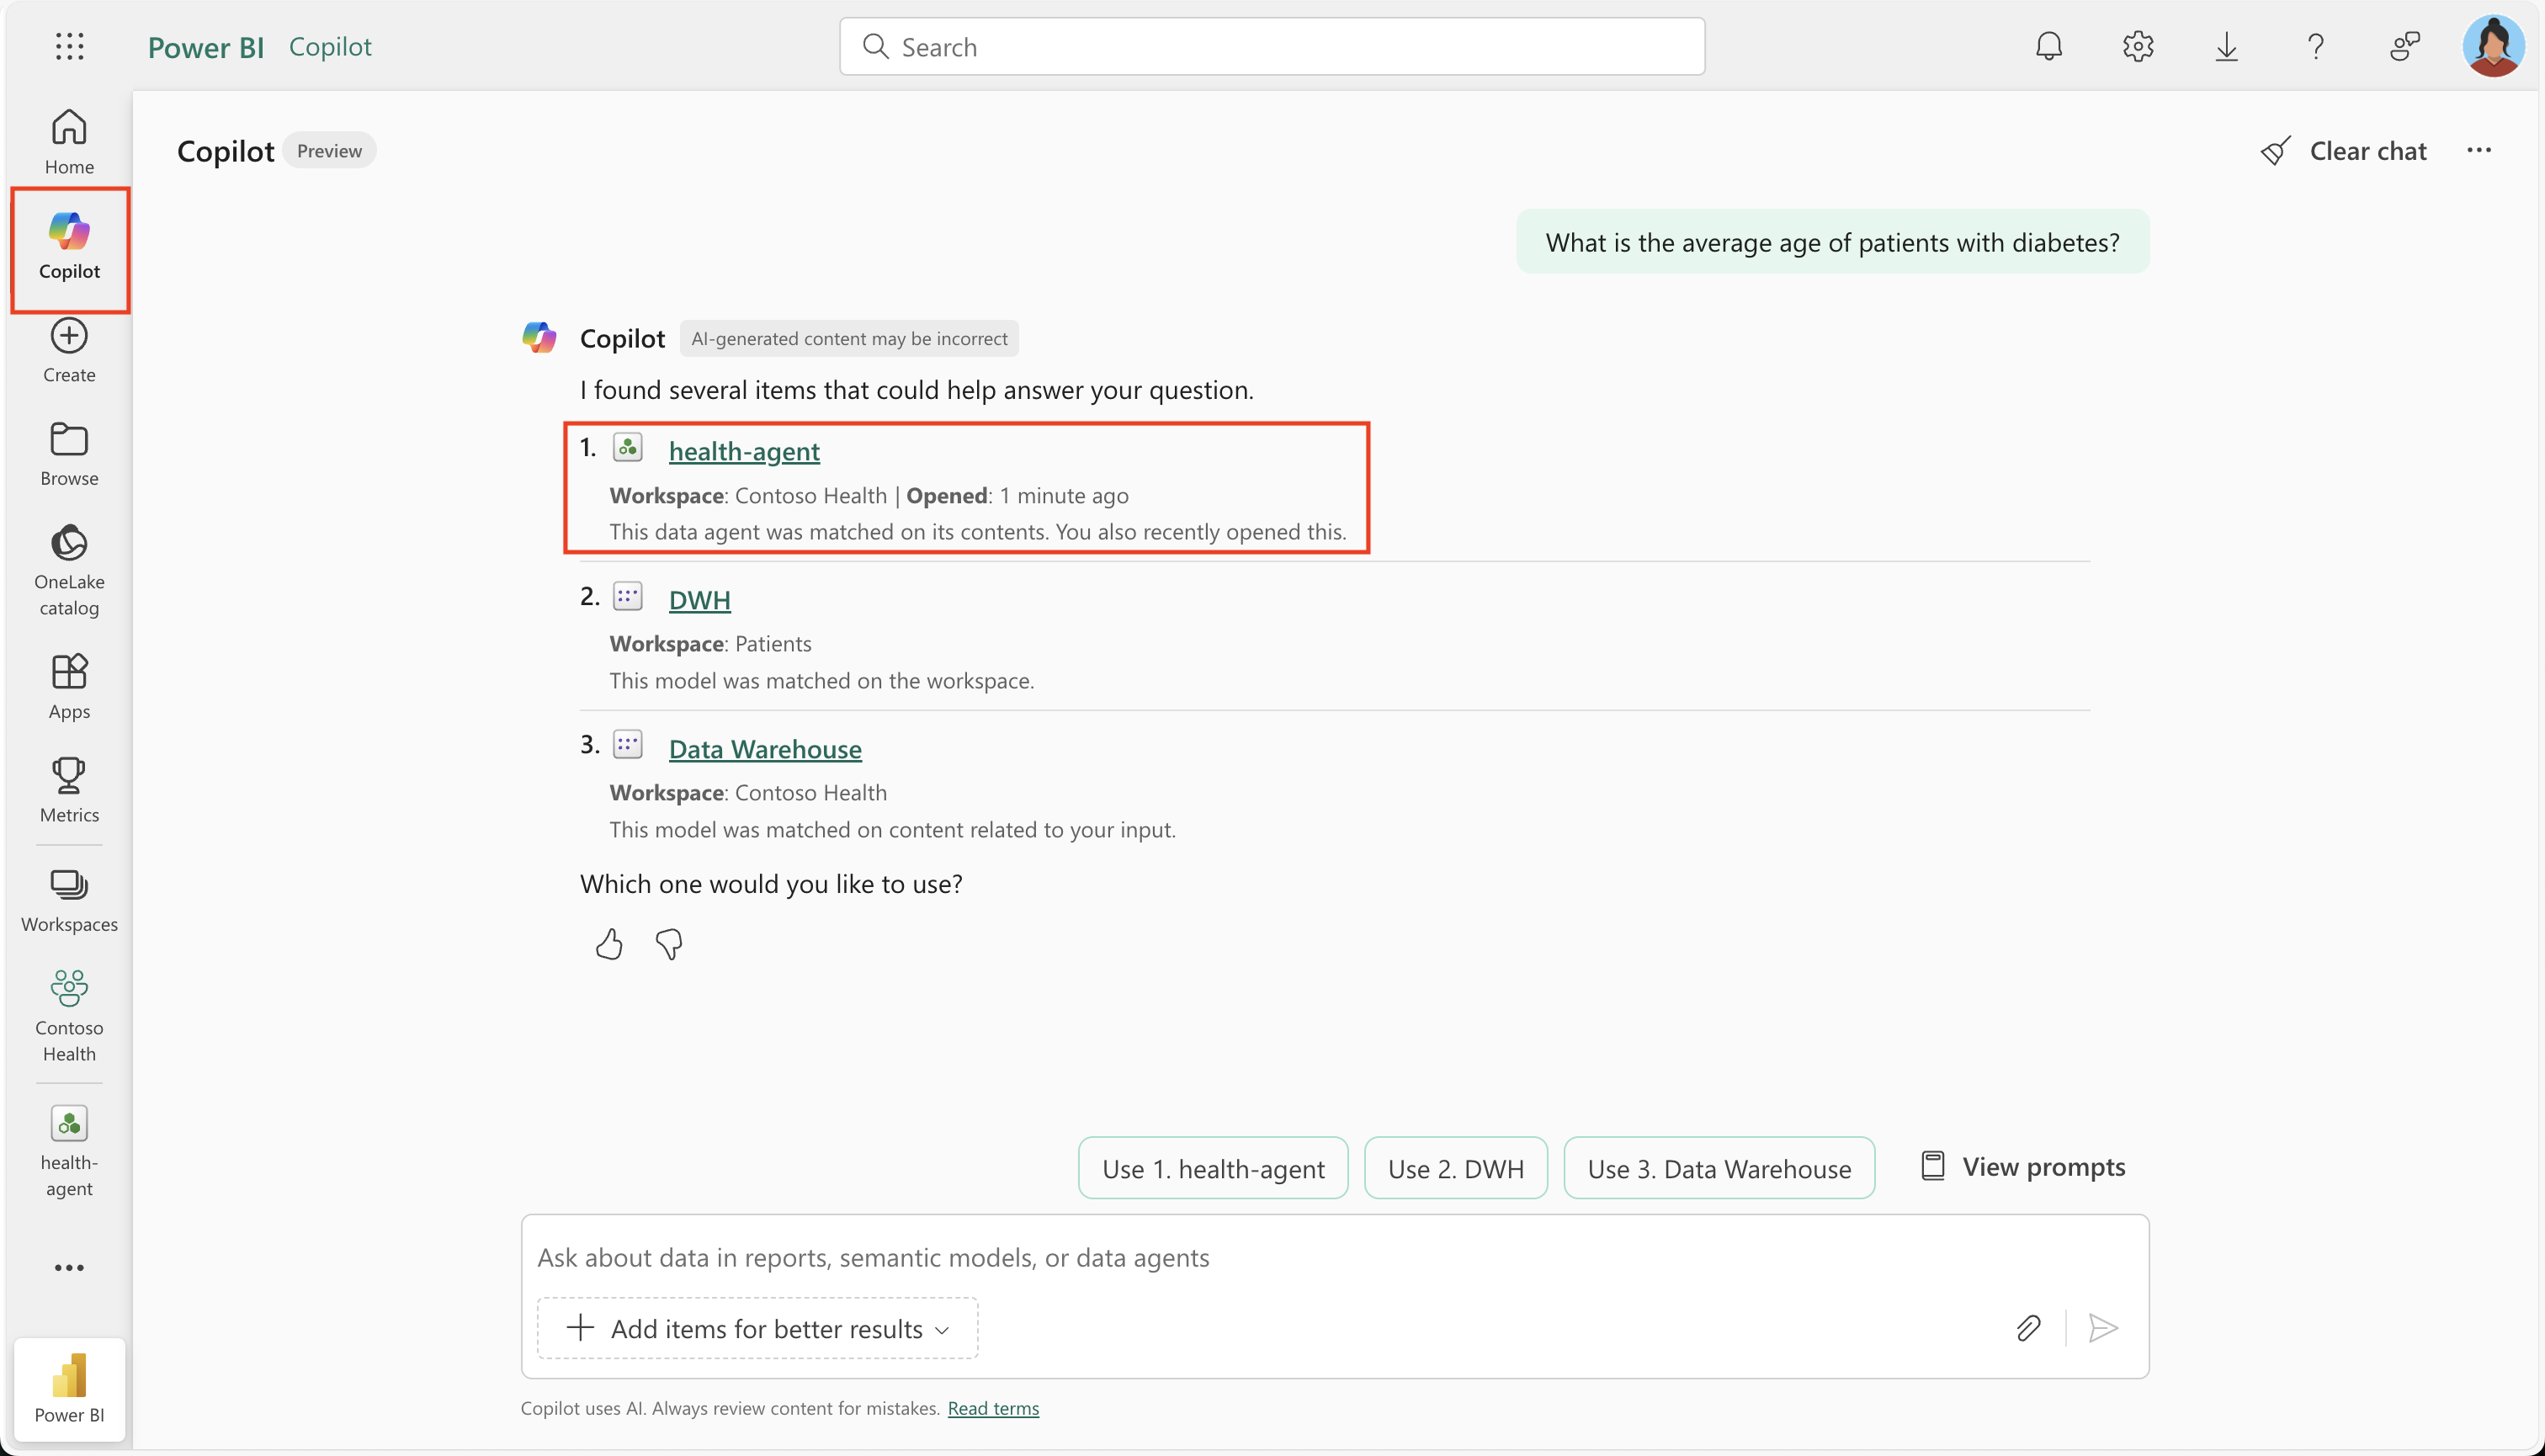 Power BI Copilot
Search
Home
Copilot
Create
Browse
OneLake
catalog
Apps
Metrics
Workspaces
Contoso
Health
health-
agent
Power BI
Copilot Preview
Clear chat
What is the average age of patients with diabetes?
Copilot AI-generated content may be incorrect
I found several items that could help answer your question.
1. health-agent
Workspace: Contoso Health | Opened: 1 minute ago
This data agent was matched on its contents. You also recently opened this.
2. DWH
Workspace: Patients
This model was matched on the workspace.
3. Data Warehouse
Workspace: Contoso Health
This model was matched on content related to your input.
Which one would you like to use?
Use 1. health-agent
Use 2. DWH
Use 3. Data Warehouse
View prompts
Ask about data in reports, semantic models, or data agents
Add items for better results
Copilot uses AI. Always review content for mistakes. Read terms